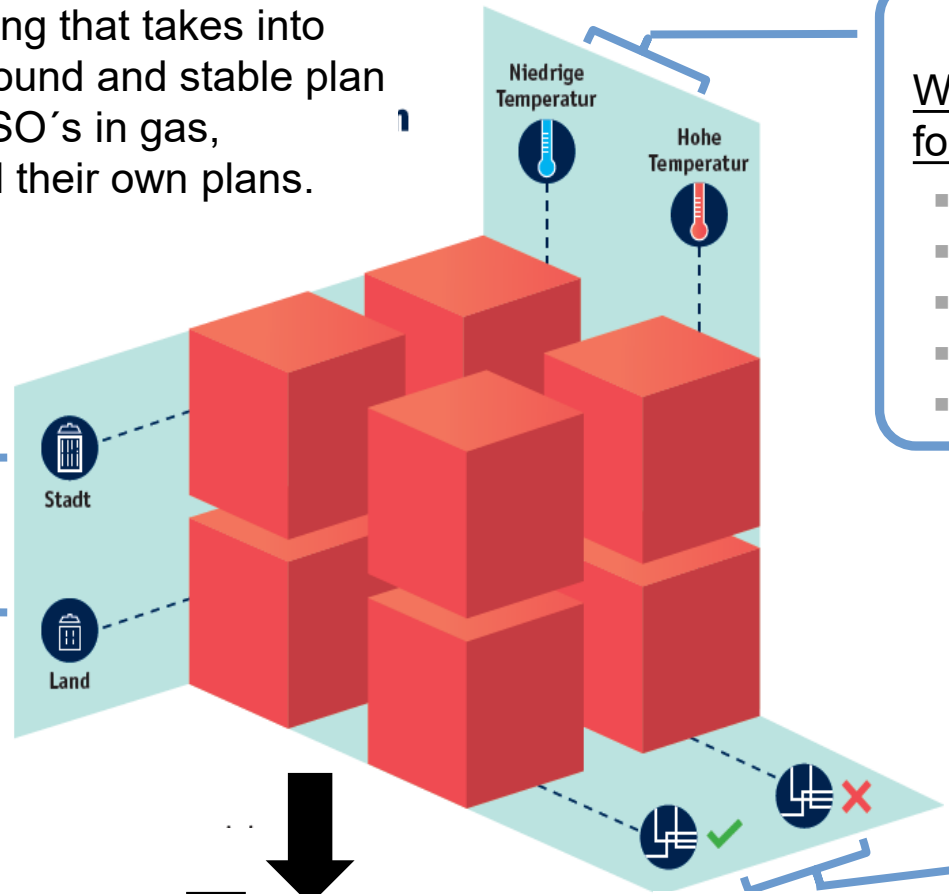 ng that takes into
ound and stable plan
SO´s in gas,
their own plans.
Niedrige
Temperatur
Hohe
Temperatur
Stadt
Land